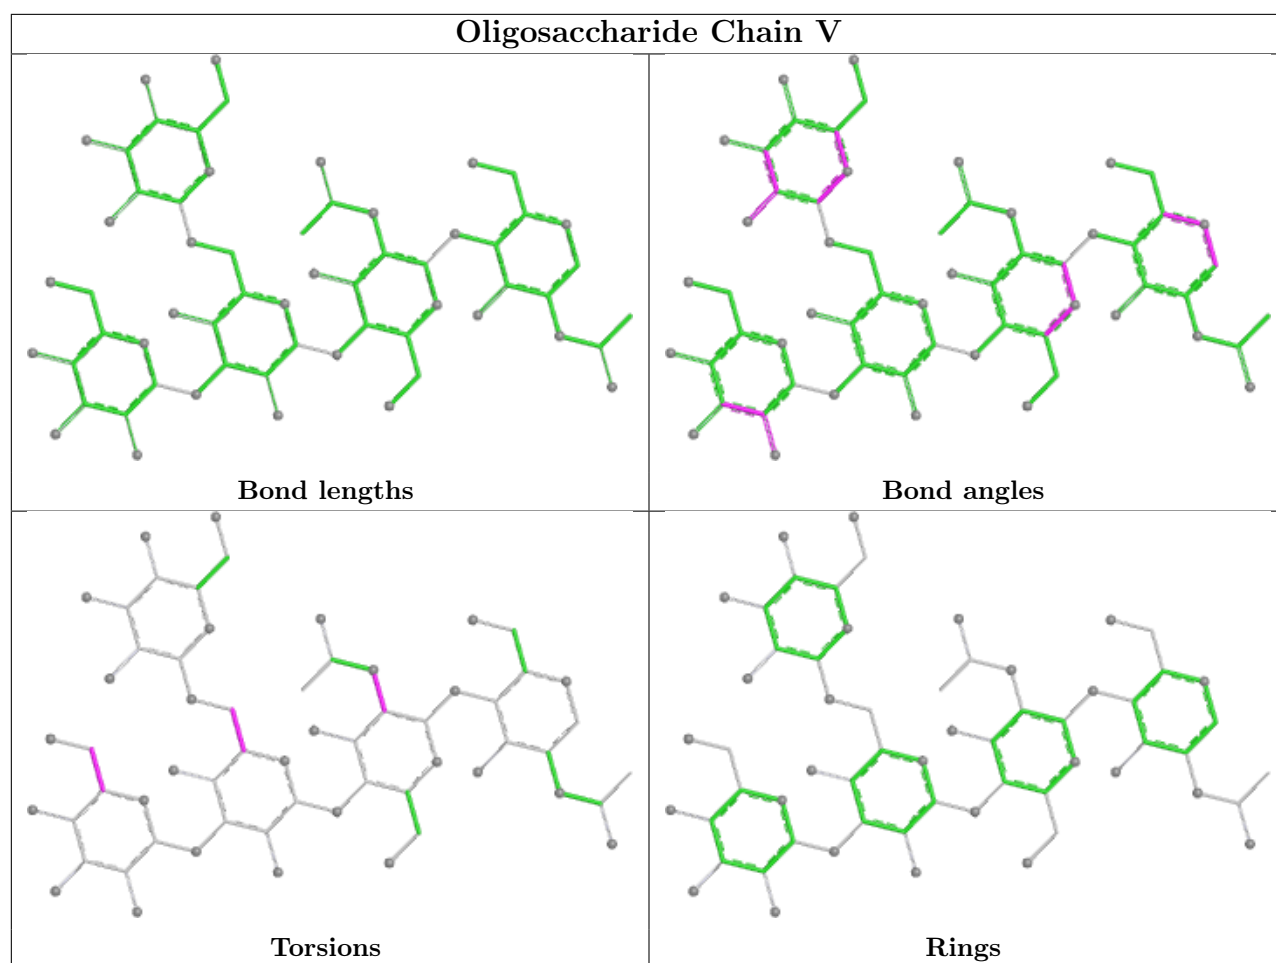 Oligosaccharide Chain V
Bond lengths
Bond angles
Torsions
Rings